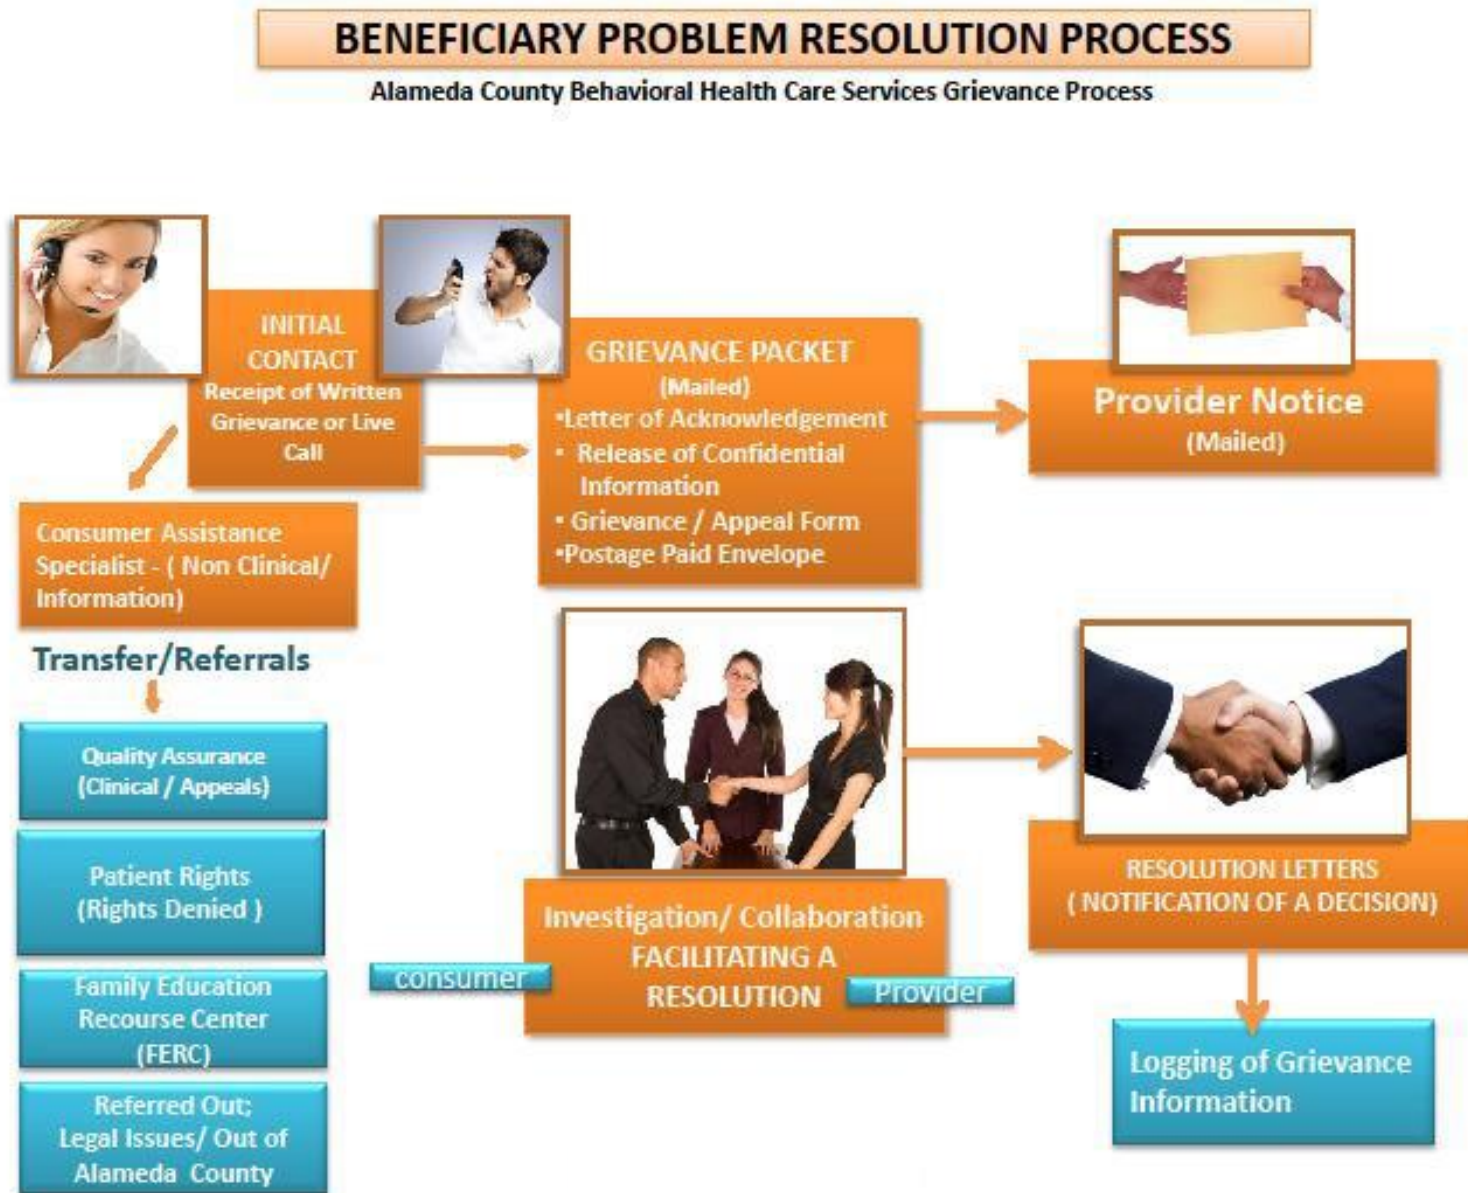 BENEFICIARY PROBLEM RESOLUTION PROCESS
Alameda County Behavioral Health Care Services Grievance Process
INITIAL
CONTACT
Receipt of Written
Grievance or Live
Call
GRIEVANCE PACKET
(Mailed)
•Letter of Acknowledgement
• Release of Confidential
Information
• Grievance / Appeal Form
•Postage Paid Envelope
Provider Notice
(Mailed)
Consumer Assistance
Specialist - ( Non Clinical/
Information)
Transfer/Referrals
Quality Assurance
(Clinical / Appeals)
Patient Rights
(Rights Denied )
Family Education
Recourse Center
(FERC)
Referred Out;
Legal Issues/ Out of
Alameda County
Investigation/ Collaboration
FACILITATING A
RESOLUTION
consumer
Provider
RESOLUTION LETTERS
( NOTIFICATION OF A DECISION)
Logging of Grievance
Information